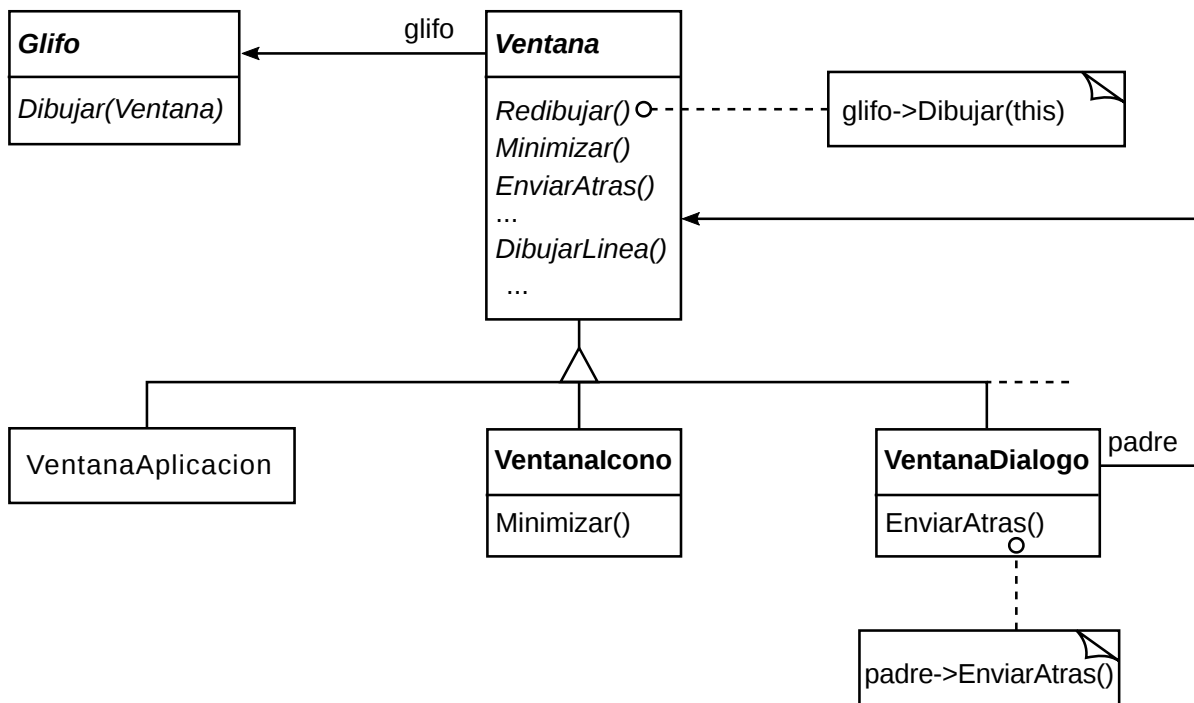 Glifo
Dibujar(Ventana)
glifo
Ventana
Redibujar()
Minimizar()
EnviarAtras()
...
DibujarLinea()
...
glifo->Dibujar(this)
VentanaAplicacion
VentanaIcono
Minimizar()
VentanaDialogo
EnviarAtras()
padre
padre->EnviarAtras()